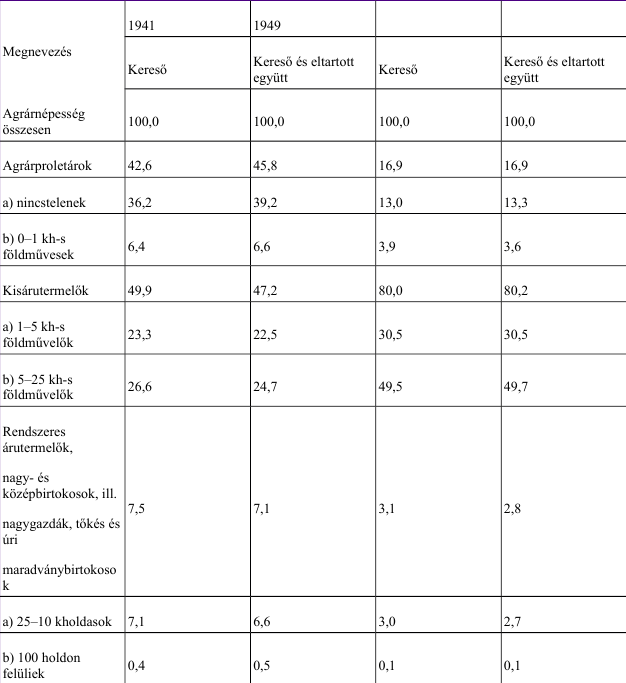 Megnevezés 1941 1949
Kereső Kereső és eltartott Kereső Kereső és eltartott
együtt együtt
Agrárnépesség
összesen 100,0 100,0 100,0 100,0
Agrárproletárok 42,6 45,8 16,9 16,9
a) nincstelenek 36,2 39,2 13,0 13,3
b) 0–1 kh-s
földművesek 6,4 6,6 3,9 3,6
Kisárutermelők 49,9 47,2 80,0 80,2
a) 1–5 kh-s
földművelők 23,3 22,5 30,5 30,5
b) 5–25 kh-s
földművelők 26,6 24,7 49,5 49,7
Rendszeres
árutermelők,
nagy- és
középbirtokosok, ill.
7,5 7,1 3,1 2,8
nagygazdák, tőkés és
úri
maradványbirtokoso
k
a) 25–10 kholdasok 7,1 6,6 3,0 2,7
b) 100 holdon
felüliek 0,4 0,5 0,1 0,1